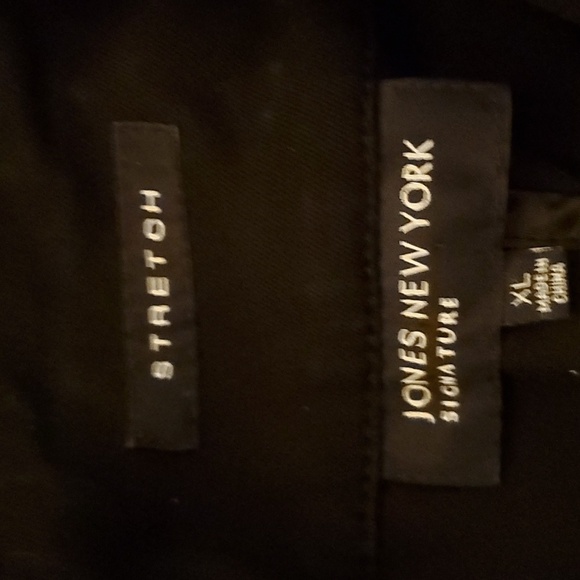 STRETCH
JONES NEW YORK
SIGNATURE
XL
MADE IN
CHINA